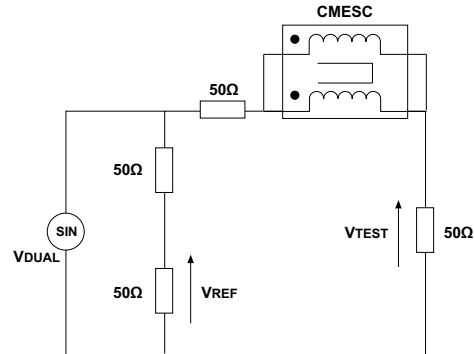 CMESC
50Ω
50Ω
SIN
VDUAL
50Ω
VREF
VTEST
50Ω